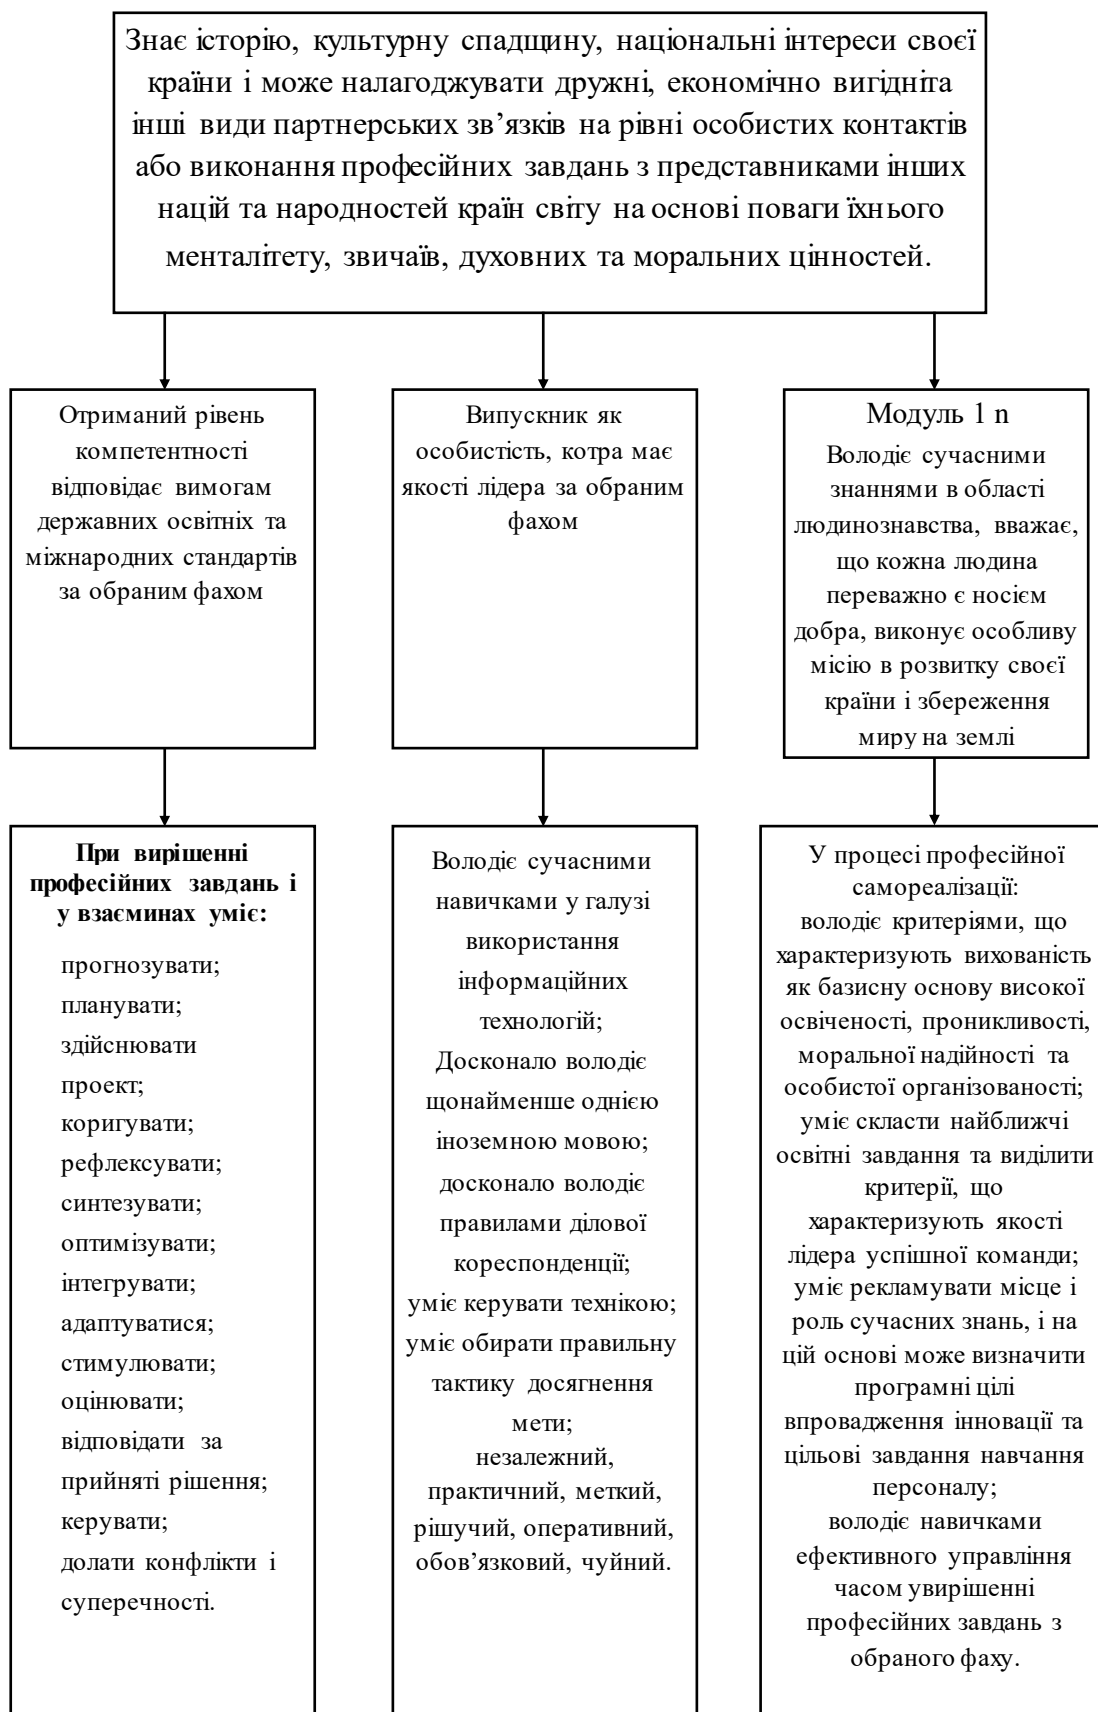 Знає історію, культурну спадщину, національні інтереси своєї
країни і може налагоджувати дружні, економічно вигідніта
інші види партнерських зв’язків на рівні особистих контактів
або виконання професійних завдань з представниками інших
націй та народностей країн світу на основі поваги їхнього
менталітету, звичаїв, духовних та моральних цінностей.
Отриманий рівень
компетентності
відповідає вимогам
державних освітніх та
міжнародних стандартів
за обраним фахом
Випускник як
особистість, котра має
якості лідера за обраним
фахом
Модуль 1 n
Володіє сучасними
знаннями в області
людинознавства, вважає,
що кожна людина
переважно є носієм
добра, виконує особливу
місію в розвитку своєї
країни і збереження
миру на землі
При вирішенні
професійних завдань і
у взаєминах уміє:
прогнозувати;
планувати;
здійснювати
проект;
коригувати;
рефлексувати;
синтезувати;
оптимізувати;
інтегрувати;
адаптуватися;
стимулювати;
оцінювати;
відповідати за
прийняті рішення;
керувати;
долати конфлікти і
суперечності.
Володіє сучасними
навичками у галузі
використання
інформаційних
технологій;
Досконало володіє
щонайменше однією
іноземною мовою;
досконало володіє
правилами ділової
кореспонденції;
уміє керувати технікою;
уміє обирати правильну
тактику досягнення
мети;
незалежний,
практичний, меткий,
рішучий, оперативний,
обов’язковий, чуйний.
У процесі професійної
самореалізації:
володіє критеріями, що
характеризують вихованість
як базисну основу високої
освіченості, проникливості,
моральної надійності та
особистої організованості;
уміє скласти найближчі
освітні завдання та виділити
критерії, що
характеризують якості
лідера успішної команди;
уміє рекламувати місце і
роль сучасних знань, і на
цій основі може визначити
програмні цілі
впровадження інновації та
цільові завдання навчання
персоналу;
володіє навичками
ефективного управління
часом увирішенні
професійних завдань з
обраного фаху.